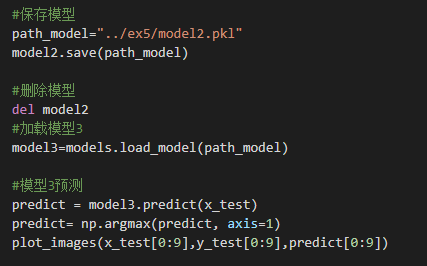 #保存模型
path_model="../ex5/model2.pkl"
model2.save(path_model)
#删除模型
del model2
#加载模型3
model3=models.load_model(path_model)
#模型3预测
predict = model3.predict(x_test)
predict= np.argmax(predict, axis=1)
plot_images(x_test[0:9],y_test[0:9],predict[0:9])